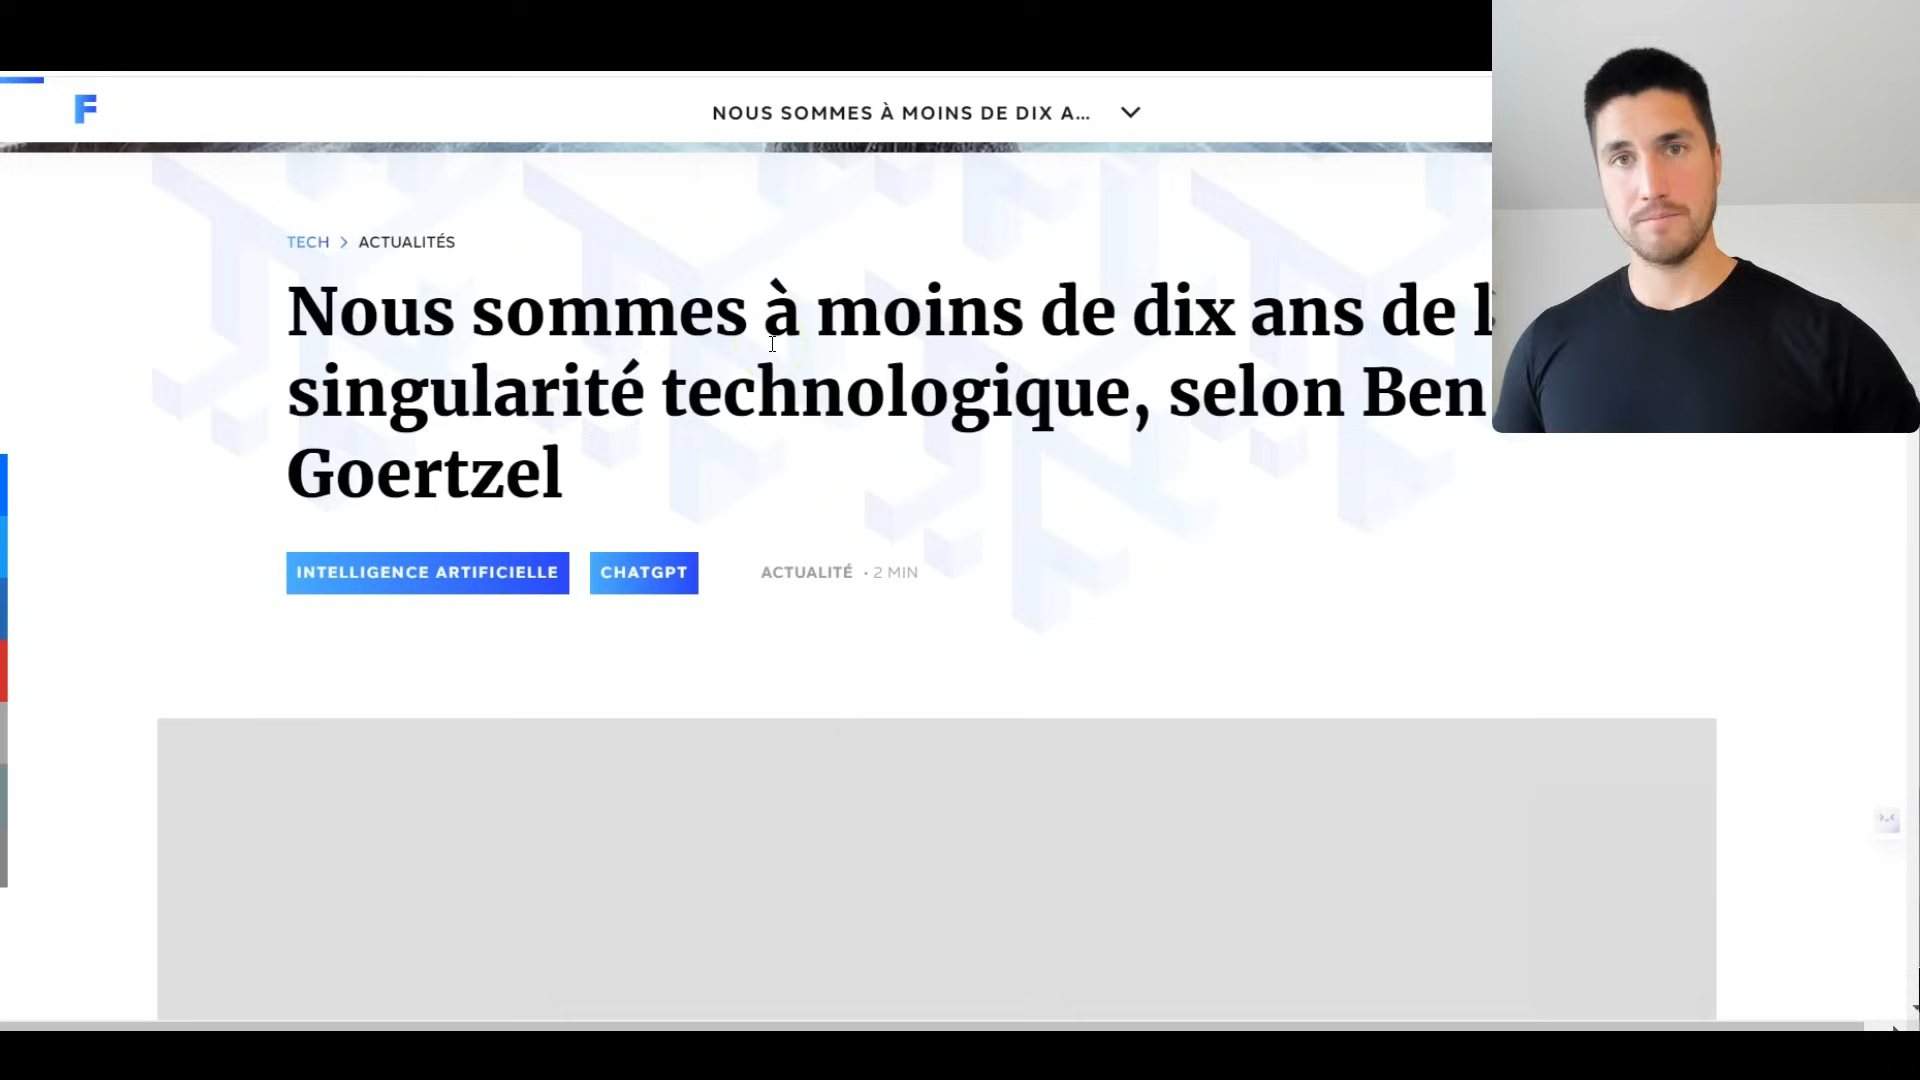 F
NOUS SOMMES À MOINS DE DIX A...
TECH > ACTUALITÉS
Nous sommes à moins de dix ans de
singularité technologique, selon Ben
Goertzel
INTELLIGENCE ARTIFICIELLE CHATGPT ACTUALITÉ • 2 MIN